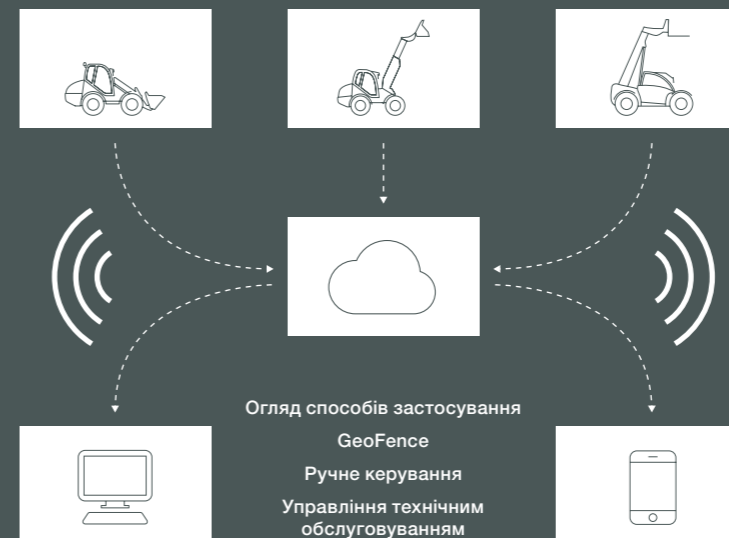 Огляд способів застосування
GeoFence
Ручне керування
Управління технічним
обслуговуванням